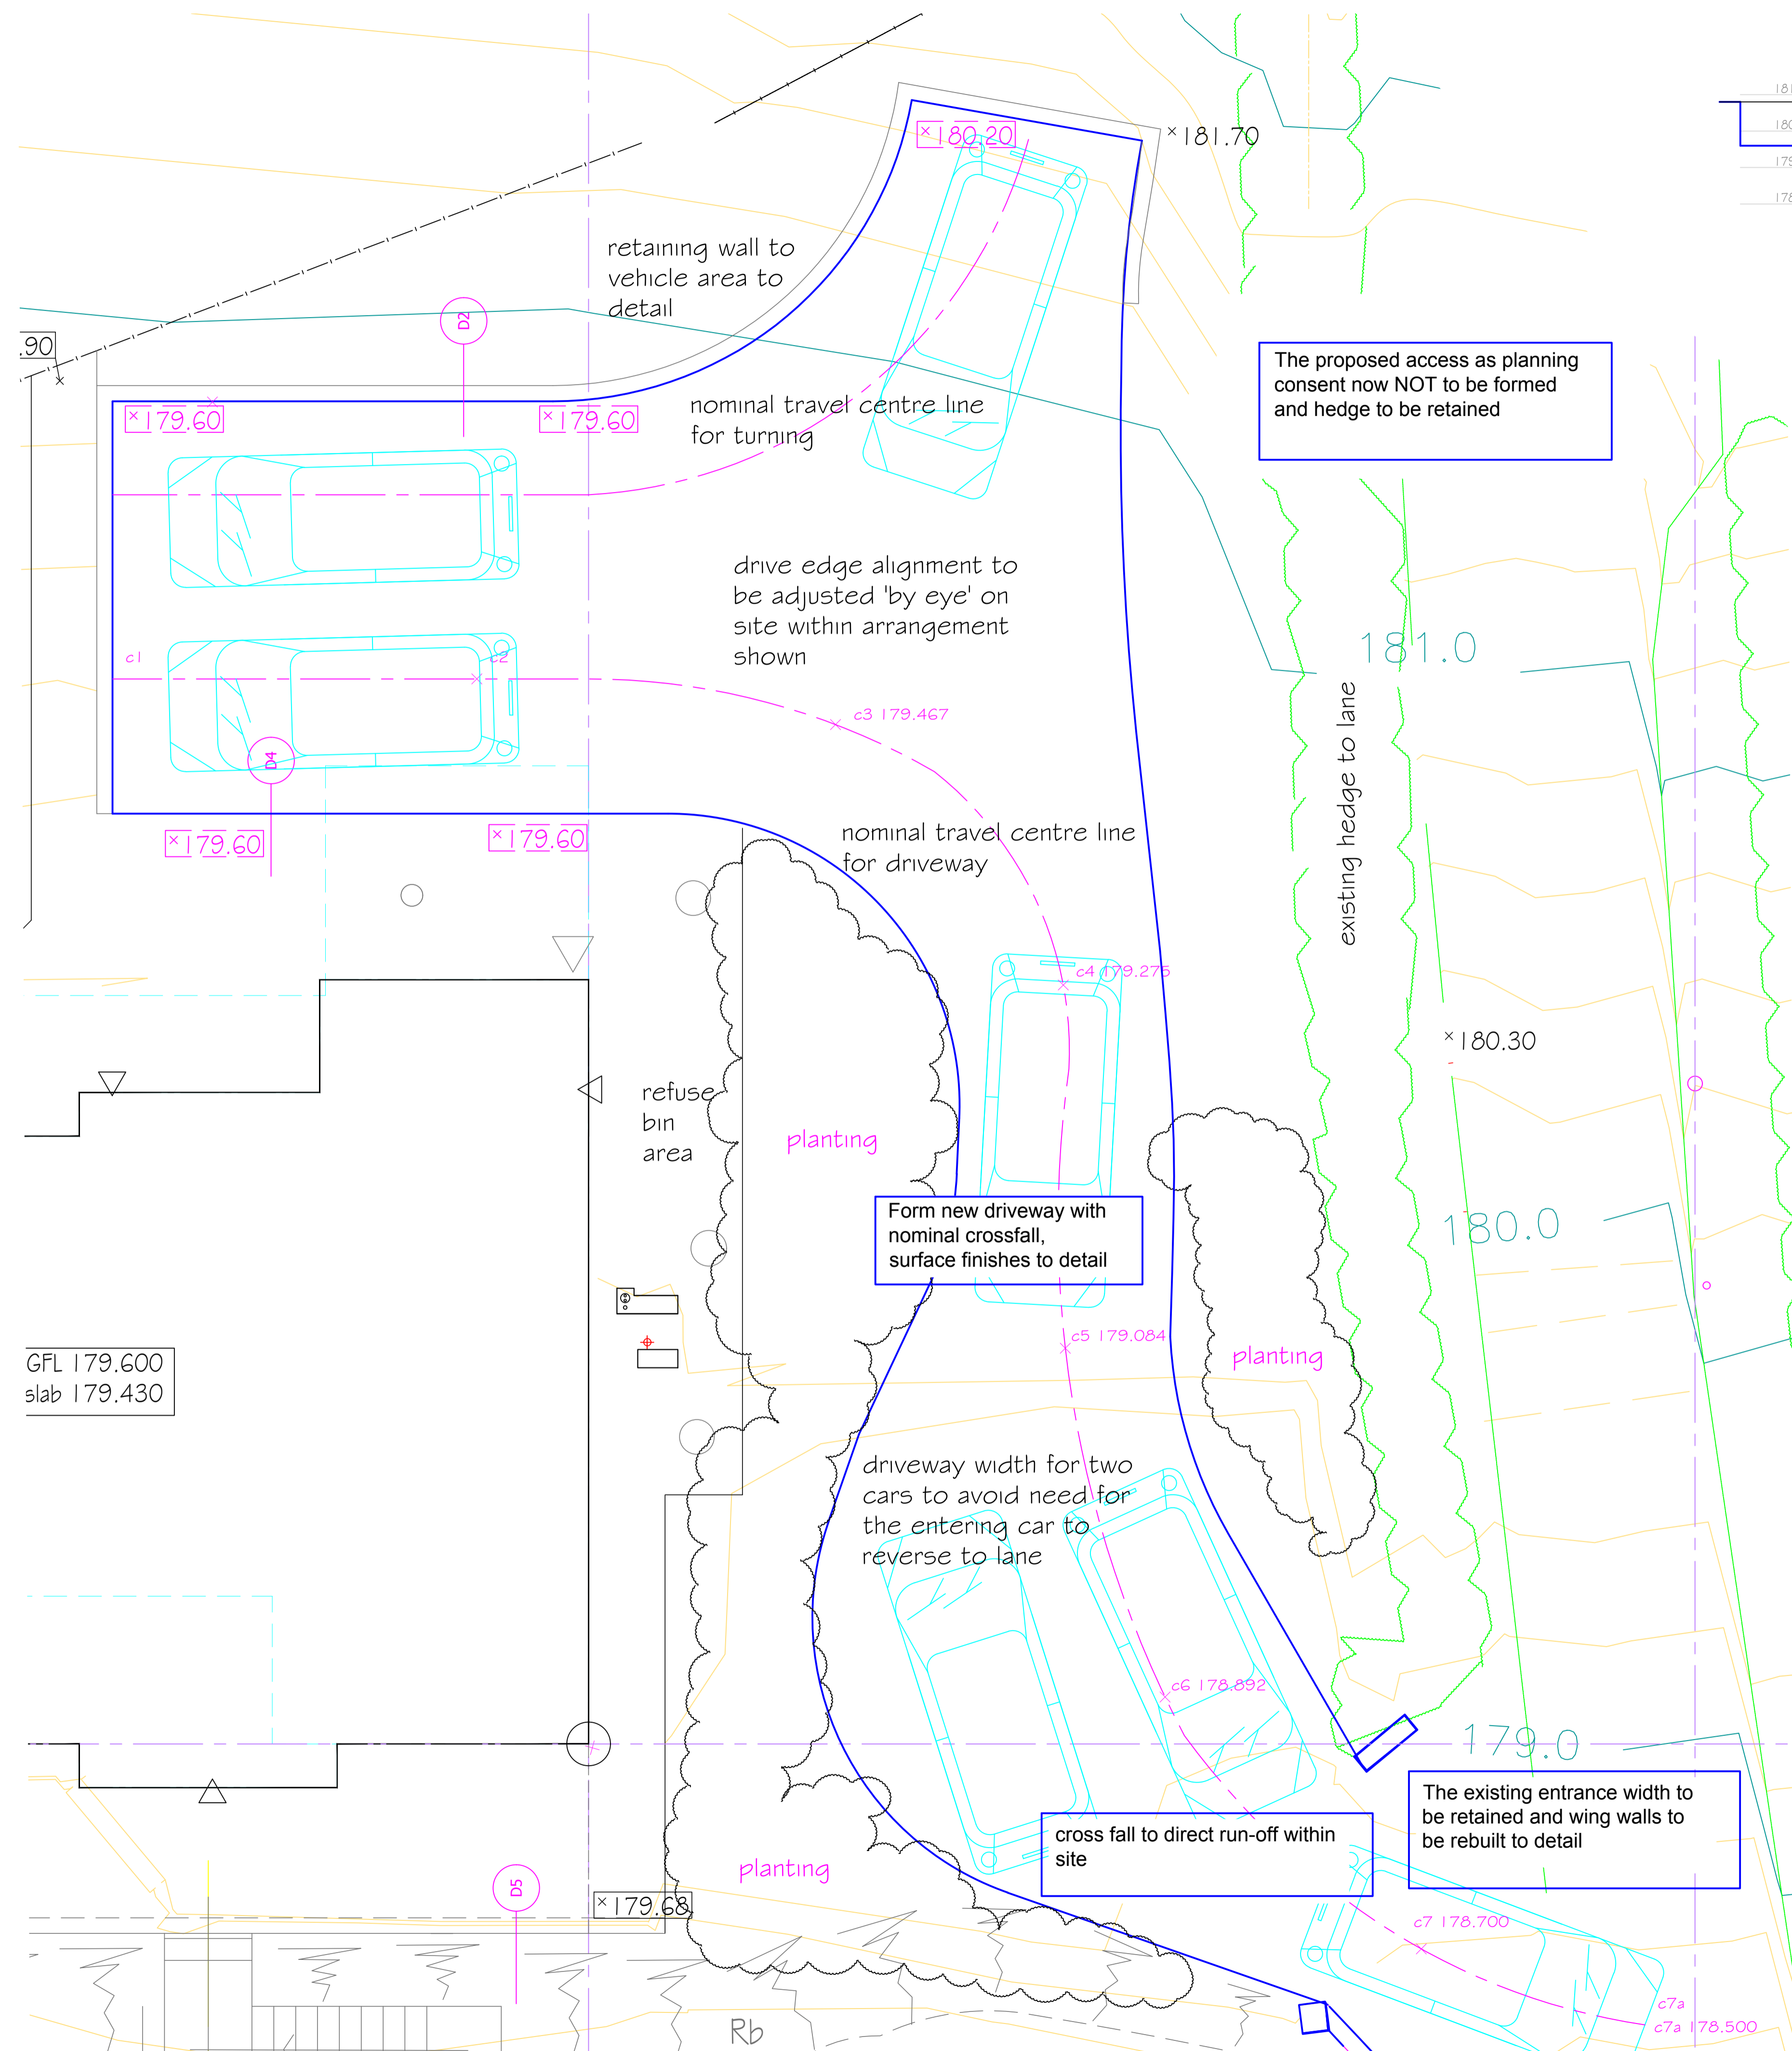 181.70
180.20
retaining wall to
vehicle area to
detail
D2
.90
The proposed access as planning
consent now NOT to be formed
and hedge to be retained
179.60
179.60
nominal travel centre line
for turning
drive edge alignment to
be adjusted 'by eye' on
site within arrangement
shown
c1
c2
181.0
existing hedge to lane
c3 179.467
D4
179.60
179.60
nominal travel centre line
for driveway
c4 179.275
180.30
refuse
bin
area
planting
Form new driveway with
nominal crossfall,
surface finishes to detail
180.0
c5 179.084
planting
GFL 179.600
slab 179.430
driveway width for two
cars to avoid need for
the entering car to
reverse to lane
c6 178.892
179.0
The existing entrance width to
be retained and wing walls to
be rebuilt to detail
cross fall to direct run-off within
site
planting
D5
179.68
c7 178.700
c7a
c7a 178.500
Rb